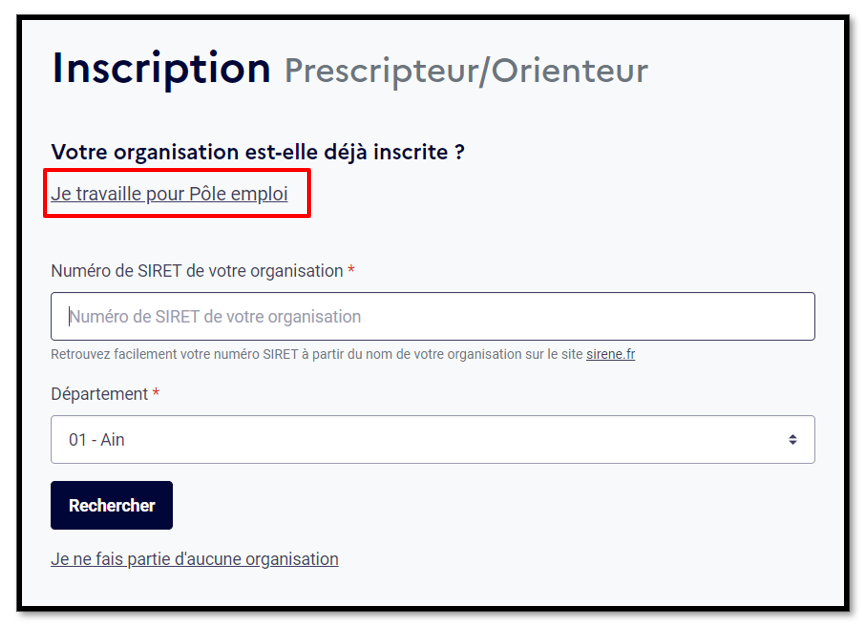 Inscription Prescripteur/Orienteur
Votre organisation est-elle déjà inscrite ?
Je travaille pour Pôle emploi
Numéro de SIRET de votre organisation *
Numéro de SIRET de votre organisation
Retrouvez facilement votre numéro SIRET à partir du nom de votre organisation sur le site sirene.fr
Département *
01 - Ain
Rechercher
Je ne fais partie d'aucune organisation